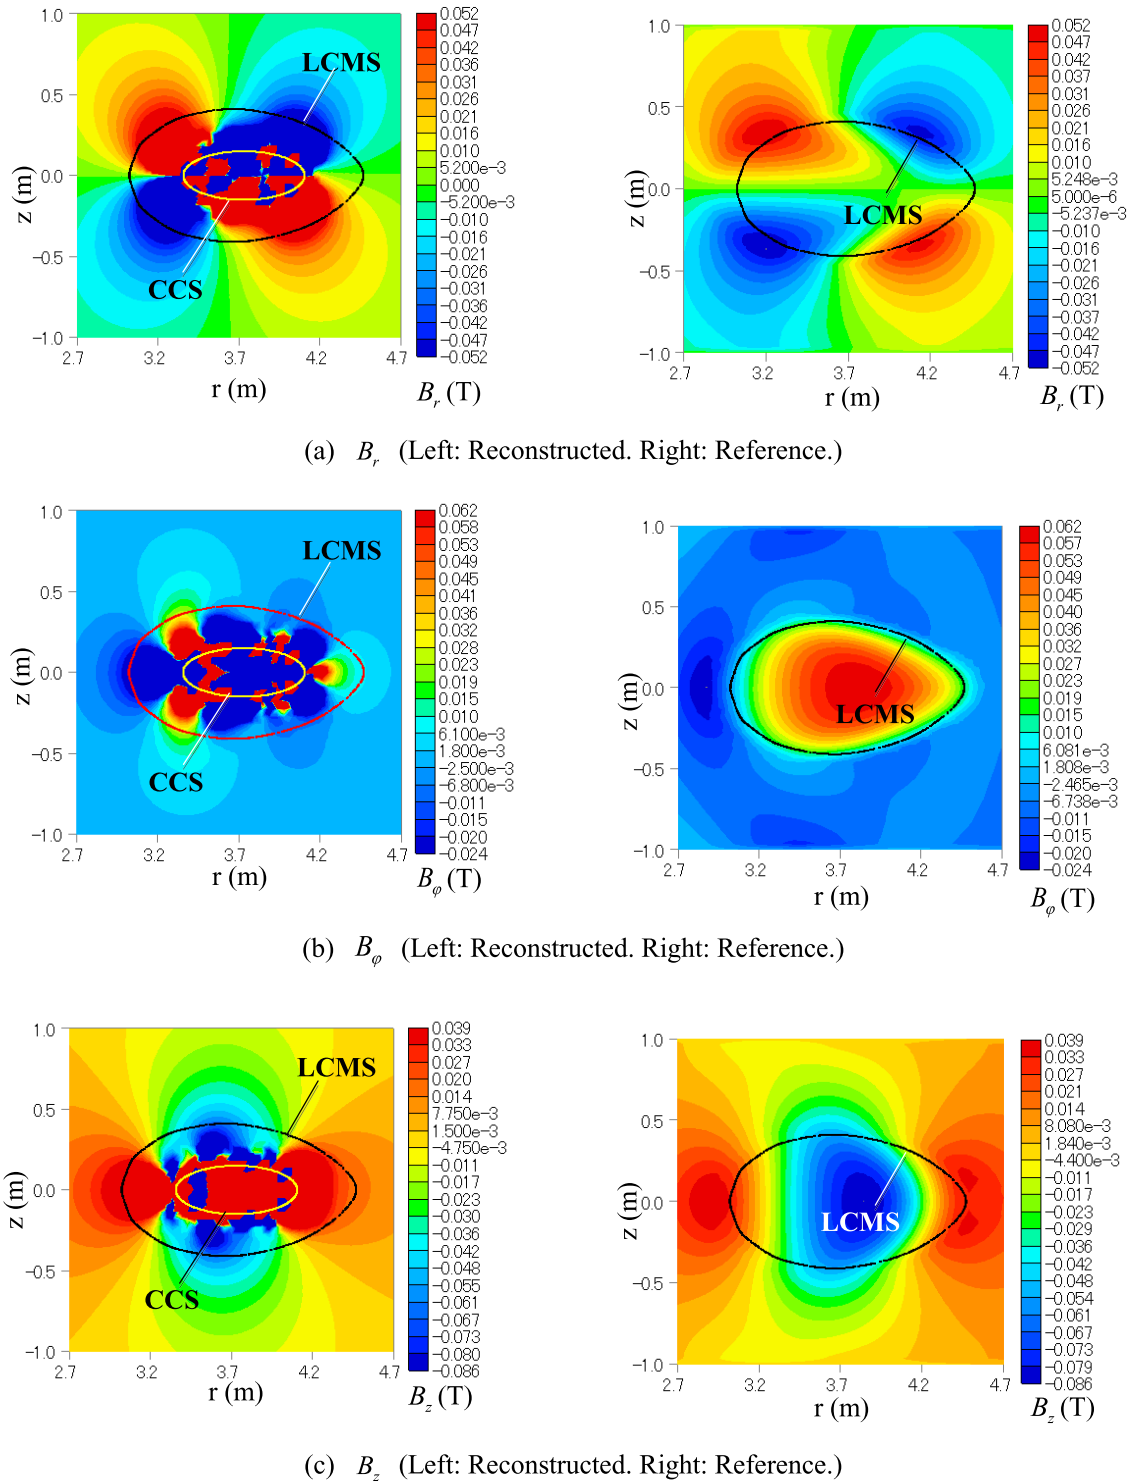 1.0
0.5
0.0
−0.5
−1.0
z (m)
2.7 3.2 3.7 4.2 4.7
r (m)
LCMS
CCS
0.052
0.047
0.042
0.036
0.031
0.026
0.021
0.016
0.010
5.200e−3
0.000
−5.200e−3
−0.010
−0.016
−0.021
−0.026
−0.031
−0.036
−0.042
−0.047
−0.052
B_r (T)
1.0
0.5
0.0
−0.5
−1.0
z (m)
2.7 3.2 3.7 4.2 4.7
r (m)
LCMS
0.052
0.047
0.042
0.037
0.031
0.026
0.021
0.016
0.010
5.248e−3
5.000e−6
−5.237e−3
−0.010
−0.016
−0.021
−0.026
−0.031
−0.037
−0.042
−0.047
−0.052
B_r (T)
(a) B_r (Left: Reconstructed. Right: Reference.)
1.0
0.5
0.0
−0.5
−1.0
z (m)
2.7 3.2 3.7 4.2 4.7
r (m)
LCMS
CCS
0.062
0.058
0.053
0.049
0.045
0.041
0.036
0.032
0.028
0.023
0.019
0.015
0.010
6.100e−3
1.800e−3
−2.500e−3
−6.800e−3
−0.011
−0.015
−0.020
−0.024
B_φ (T)
1.0
0.5
0.0
−0.5
−1.0
z (m)
2.7 3.2 3.7 4.2 4.7
r (m)
LCMS
0.062
0.057
0.053
0.049
0.045
0.040
0.036
0.032
0.027
0.023
0.019
0.015
0.010
6.081e−3
1.808e−3
−2.465e−3
−6.738e−3
−0.011
−0.015
−0.020
−0.024
B_φ (T)
(b) B_φ (Left: Reconstructed. Right: Reference.)
1.0
0.5
0.0
−0.5
−1.0
z (m)
2.7 3.2 3.7 4.2 4.7
r (m)
LCMS
CCS
0.039
0.033
0.027
0.020
0.014
7.750e−3
1.500e−3
−4.750e−3
−0.011
−0.017
−0.023
−0.030
−0.036
−0.042
−0.048
−0.055
−0.061
−0.067
−0.073
−0.080
−0.086
B_z (T)
1.0
0.5
0.0
−0.5
−1.0
z (m)
2.7 3.2 3.7 4.2 4.7
r (m)
LCMS
0.039
0.033
0.027
0.021
0.014
8.080e−3
1.840e−3
−4.400e−3
−0.011
−0.017
−0.023
−0.029
−0.036
−0.042
−0.048
−0.054
−0.061
−0.067
−0.073
−0.079
−0.086
B_z (T)
(c) B_z (Left: Reconstructed. Right: Reference.)